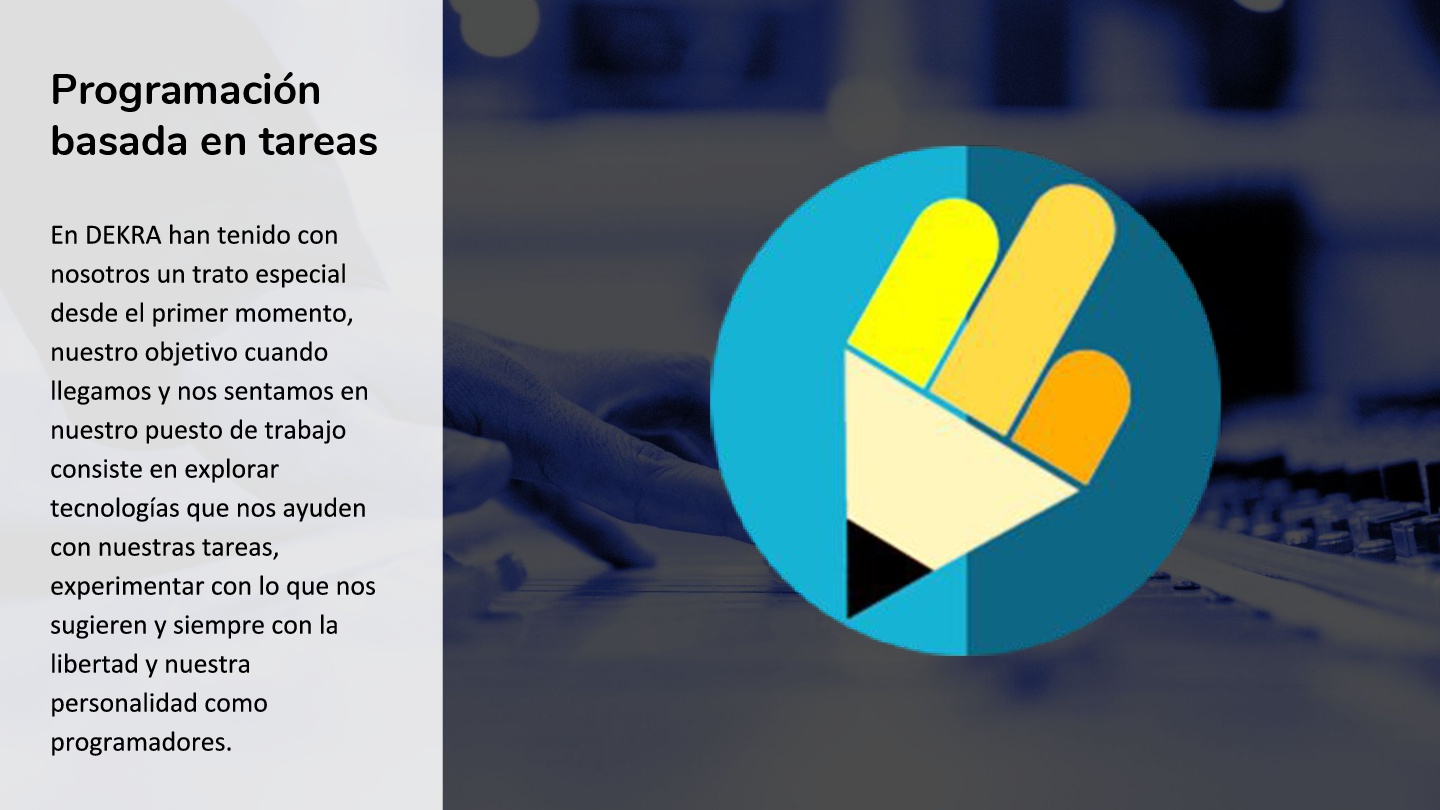 Programación
basada en tareas
En DEKRA han tenido con
nosotros un trato especial
desde el primer momento,
nuestro objetivo cuando
llegamos y nos sentamos en
nuestro puesto de trabajo
consiste en explorar
tecnologías que nos ayuden
con nuestras tareas,
experimentar con lo que nos
sugieren y siempre con la
libertad y nuestra
personalidad como
programadores.